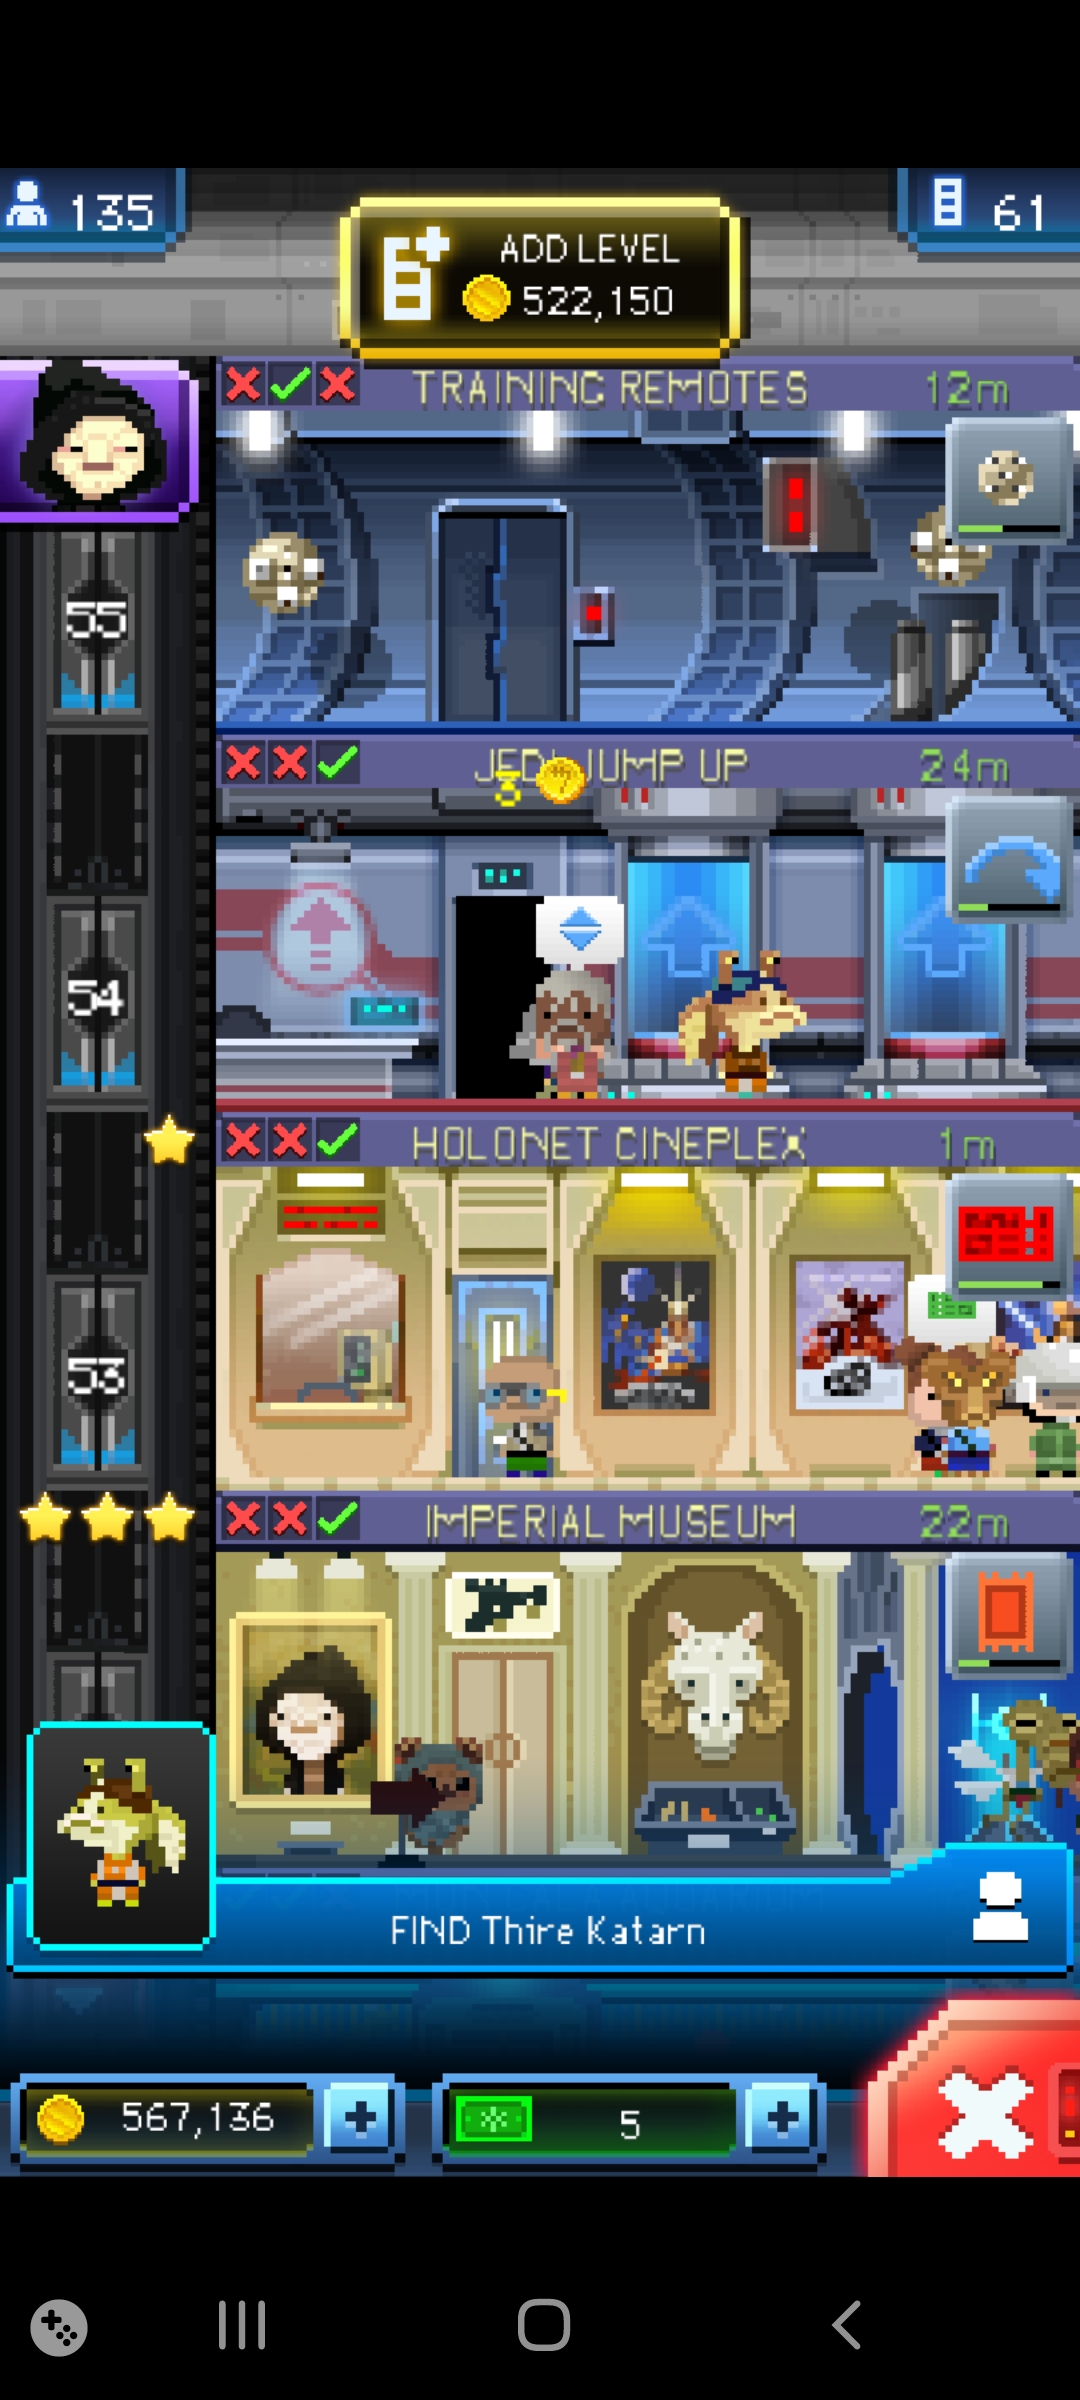 135
ADD LEVEL
522,150
61
TRAINING REMOTES
12m
55
JEDI JUMP UP
24m
3
54
HOLONET CINEPLEX
1m
53
IMPERIAL MUSEUM
22m
FIND Thire Katarn
567,136
5